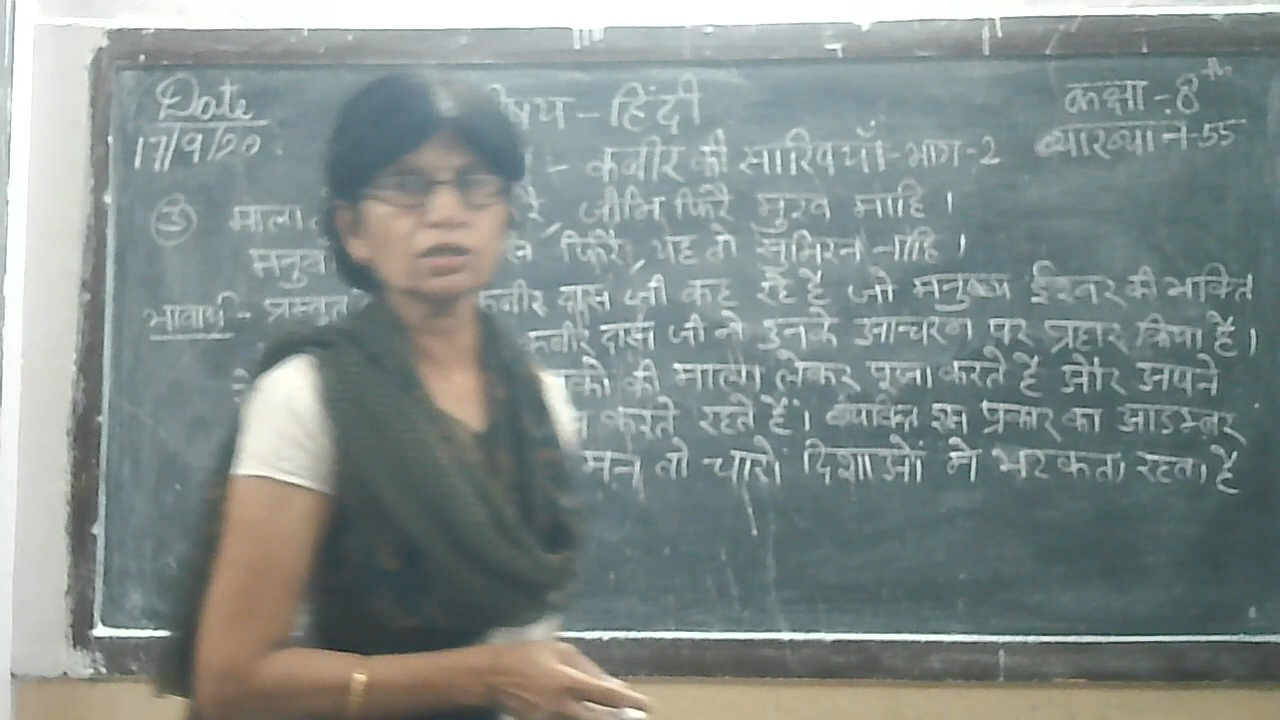 Date
17/9/20.
षय - हिंदी
कक्षा - 8th
- कबीर की साखियाँ - भाग - 2
व्याख्यान-55
③ माला रे, जीभि फिरै मुख माहि।
मनुवा फिरै, यह तो सुमिरन नाहि।
भावार्थ - प्रस्तुत कबीर दास जी कह रहे है जो मनुष्य ईश्वर की भक्ति
कबीर दास जी ने उनके आचरण पर प्रहार किया है।
की माला लेकर पूजा करते हैं और अपने
करते रहते हैं। इस प्रकार का आडम्बर
मन तो चारों दिशाओं मे भटकता रहता है